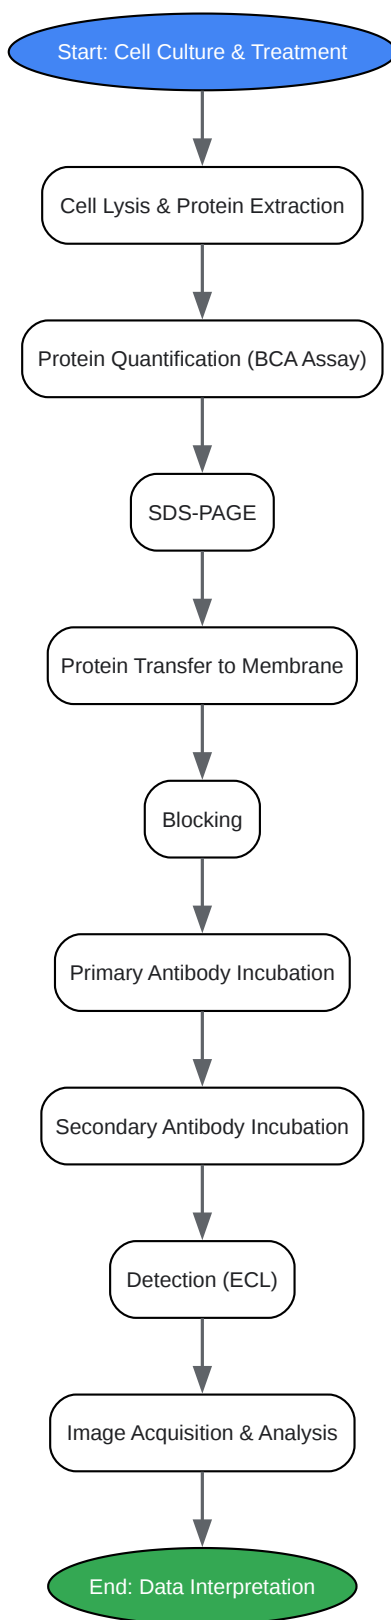 Start: Cell Culture & Treatment
Cell Lysis & Protein Extraction
Protein Quantification (BCA Assay)
SDS-PAGE
Protein Transfer to Membrane
Blocking
Primary Antibody Incubation
Secondary Antibody Incubation
Detection (ECL)
Image Acquisition & Analysis
End: Data Interpretation